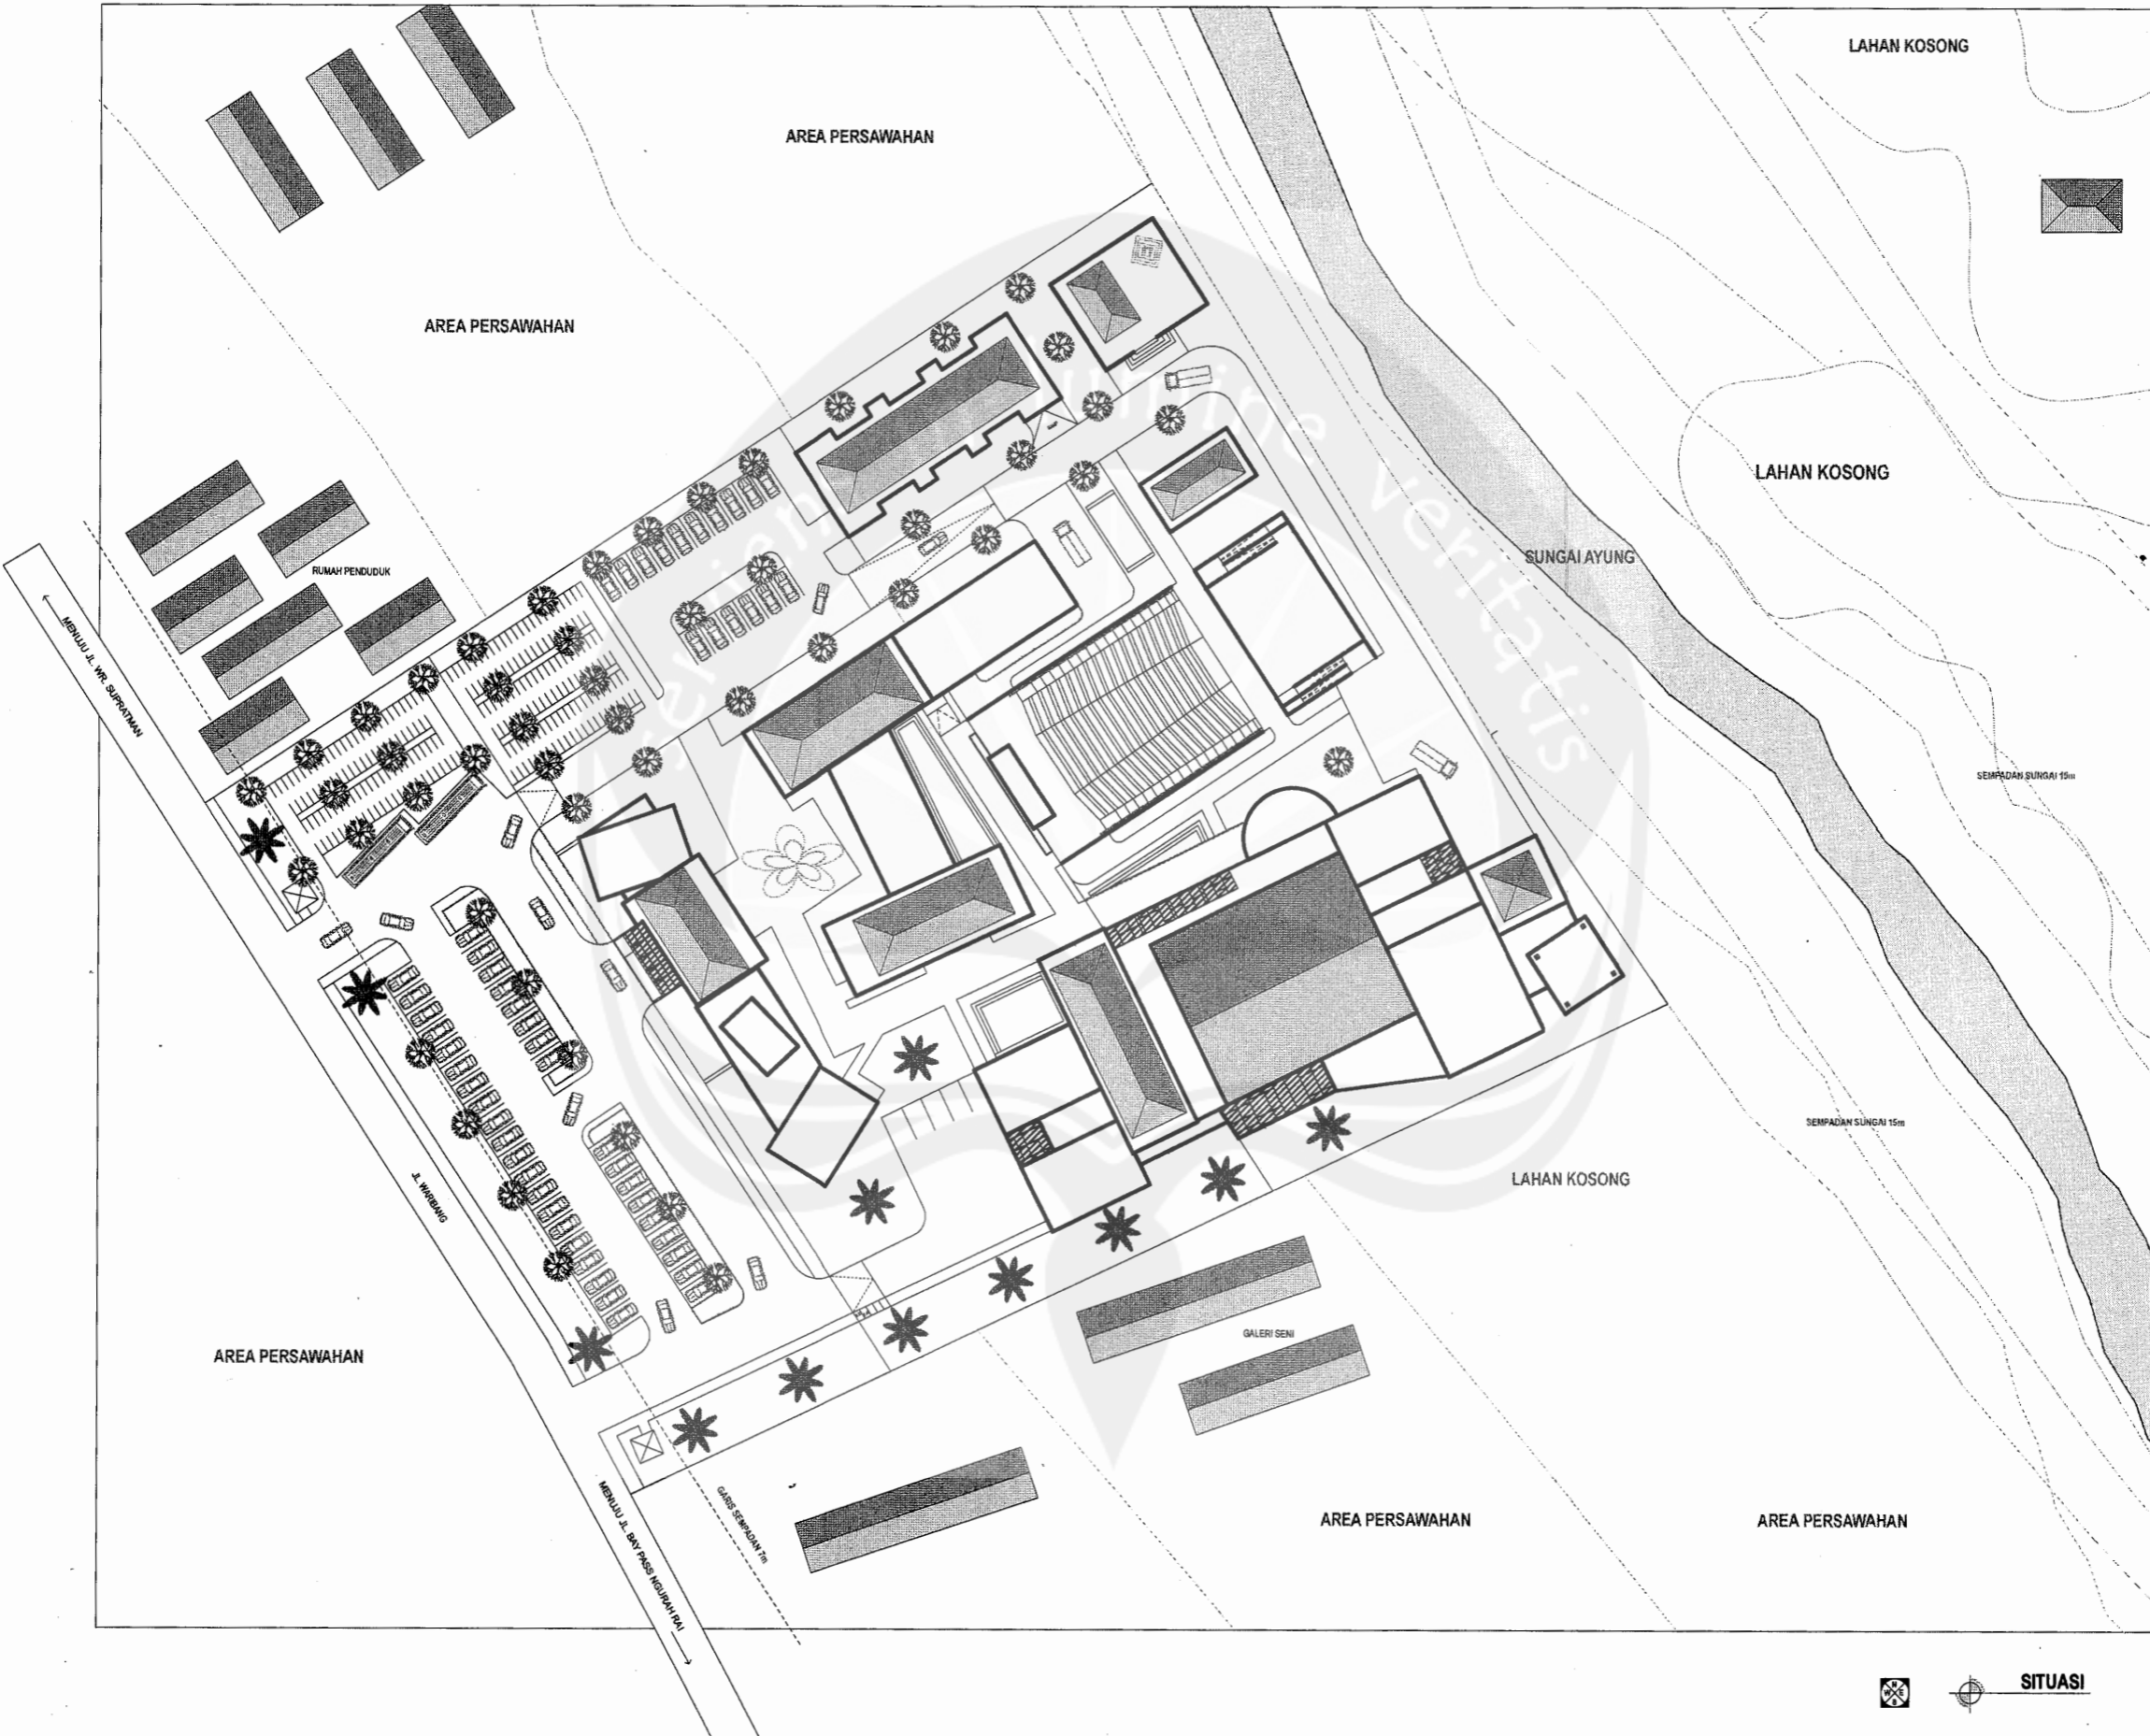 LAHAN KOSONG
AREA PERSAWAHAN
AREA PERSAWAHAN
LAHAN KOSONG
SUNGAI AYUNG
RUMAH PENDUDUK
MENUJU JL. WR. SUPRATMAN
lumine veritatis
SEMPADAN SUNGAI 15m
SEMPADAN SUNGAI 15m
LAHAN KOSONG
JL. WARIBANG
GALERI SENI
AREA PERSAWAHAN
GARIS SEMPADAN 7m
MENUJU JL. BAY PASS NGURAH RAI
AREA PERSAWAHAN
AREA PERSAWAHAN
N
W E
S
SITUASI